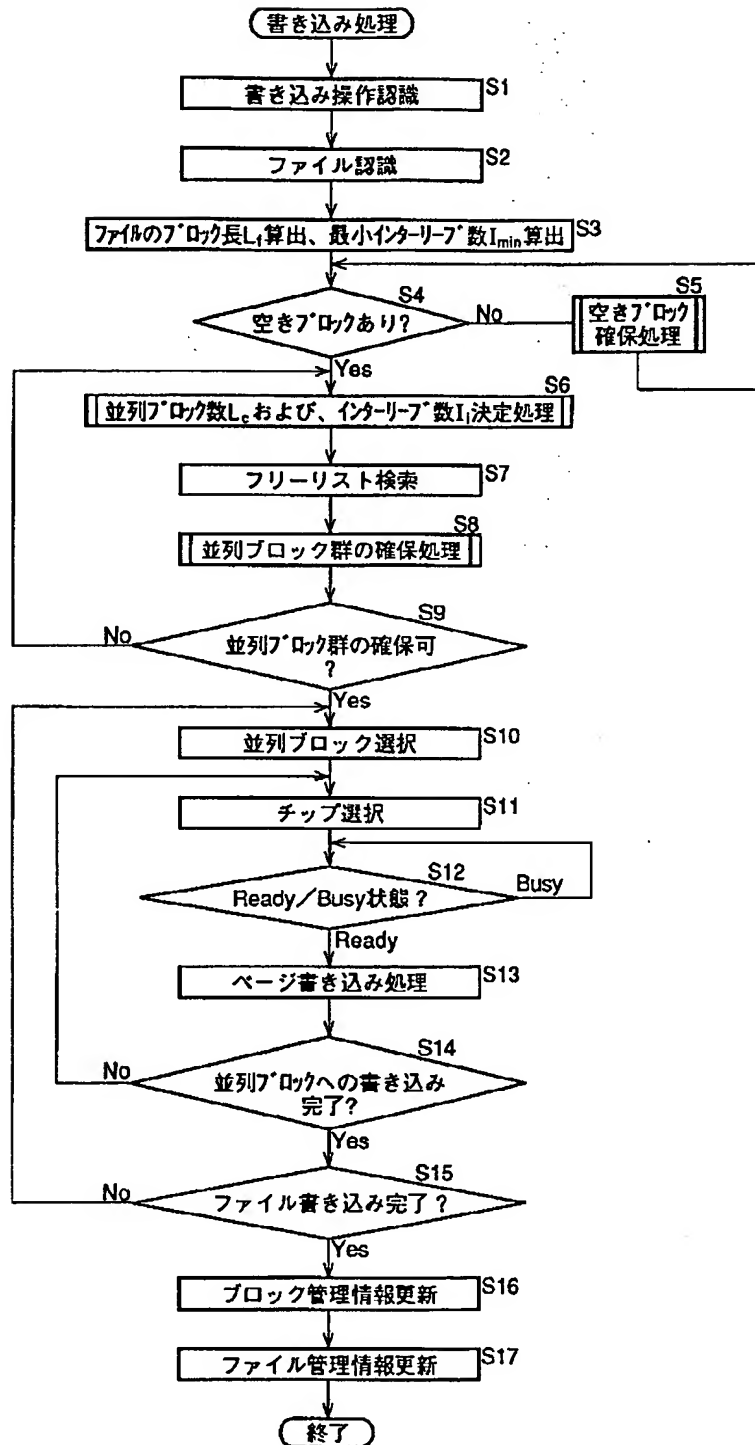 書き込み処理
書き込み操作認識 S1
ファイル認識 S2
ファイルのブロック長Lf算出、最小インターリーブ数Imin算出 S3
S4
空きブロックあり?
No
S5
空きブロック
確保処理
Yes
S6
並列ブロック数Lcおよび、インターリーブ数Ii決定処理
フリーリスト検索 S7
S8
並列ブロック群の確保処理
S9
No
並列ブロック群の確保可
?
Yes
並列ブロック選択 S10
チップ選択 S11
S12
Ready/Busy状態?
Busy
Ready
ページ書き込み処理 S13
S14
No
並列ブロックへの書き込み
完了?
Yes
S15
No
ファイル書き込み完了?
Yes
ブロック管理情報更新 S16
ファイル管理情報更新 S17
終了